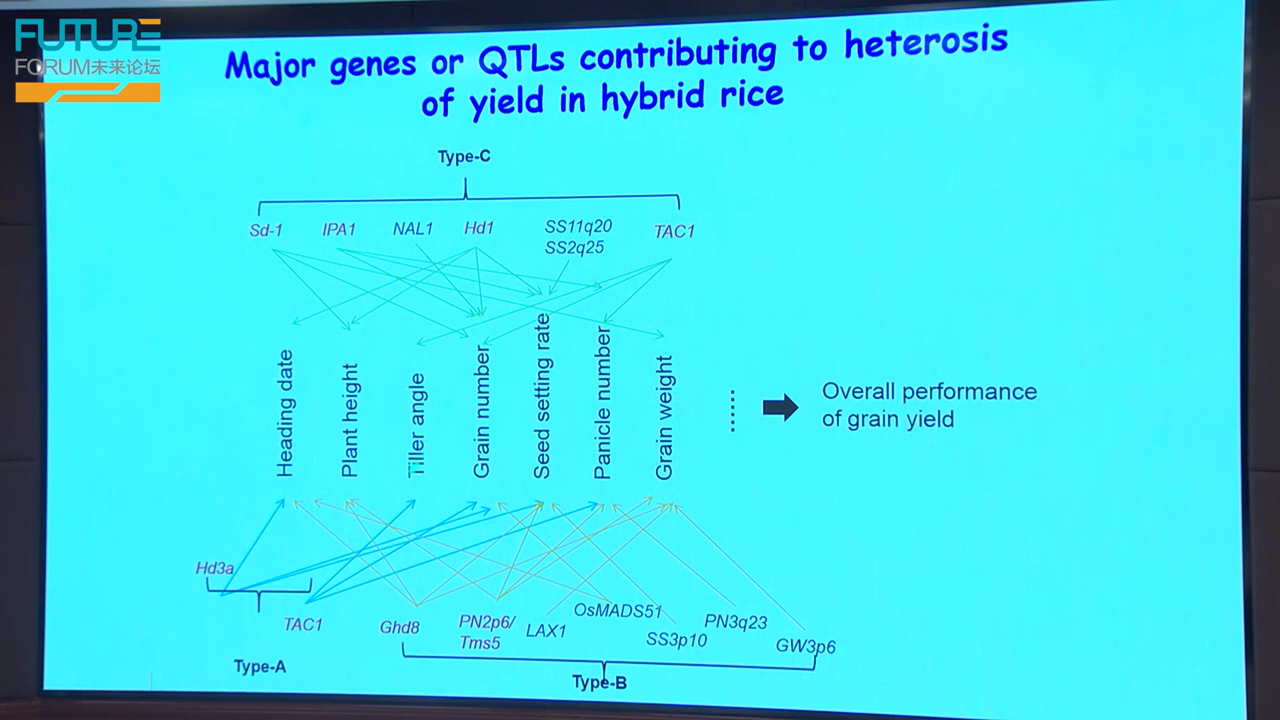 FUTURE
FORUM未来论坛
Major genes or QTLs contributing to heterosis
of yield in hybrid rice
Type-C
Sd-1
IPA1
NAL1
Hd1
SS11q20
SS2q25
TAC1
Heading date
Plant height
Tiller angle
Grain number
Seed setting rate
Panicle number
Grain weight
Overall performance
of grain yield
Hd3a
TAC1
Ghd8
PN2p6/
Tms5
LAX1
OsMADS51
SS3p10
PN3q23
GW3p6
Type-A
Type-B